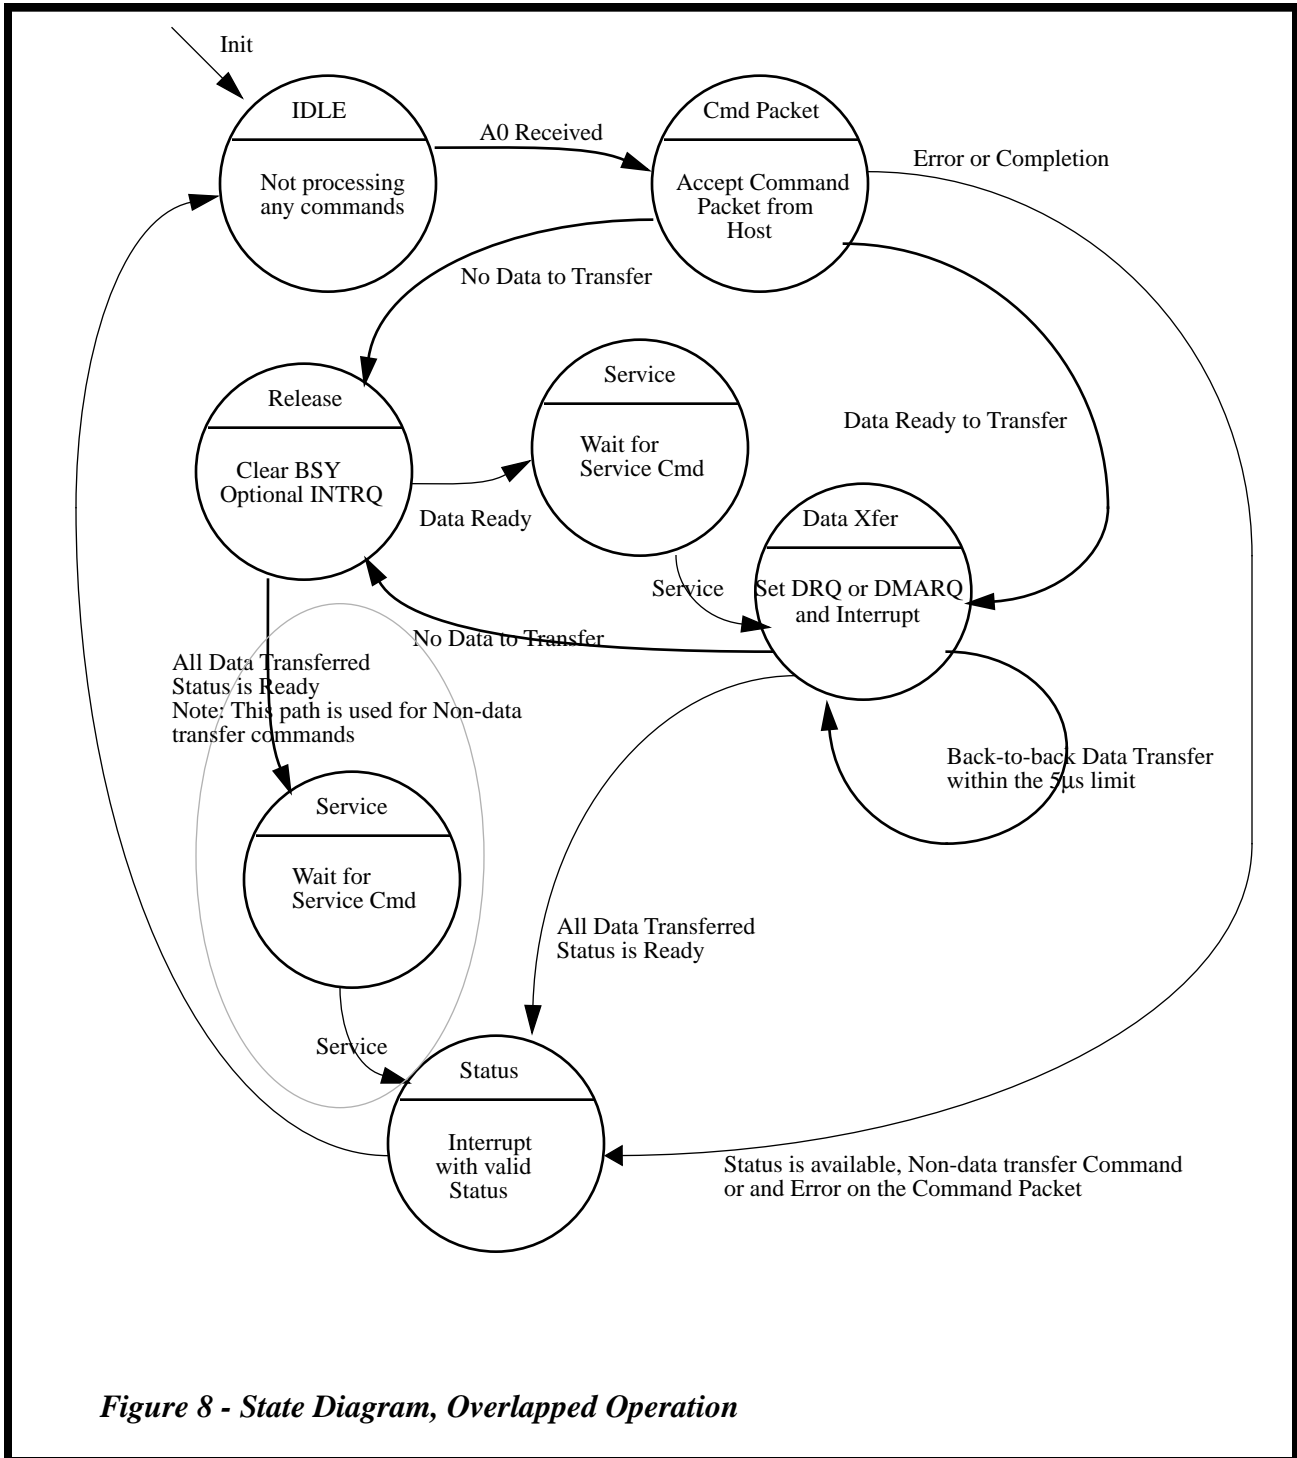 Init
IDLE
Not processing
any commands
A0 Received
Cmd Packet
Accept Command
Packet from
Host
Error or Completion
No Data to Transfer
Release
Clear BSY
Optional INTRQ
Data Ready
Service
Wait for
Service Cmd
Data Ready to Transfer
Service
Data Xfer
Set DRQ or DMARQ
and Interrupt
No Data to Transfer
All Data Transferred
Status is Ready
Note: This path is used for Non-data
transfer commands
Back-to-back Data Transfer
within the 5µs limit
Service
Wait for
Service Cmd
All Data Transferred
Status is Ready
Service
Status
Interrupt
with valid
Status
Status is available, Non-data transfer Command
or and Error on the Command Packet
Figure 8 - State Diagram, Overlapped Operation